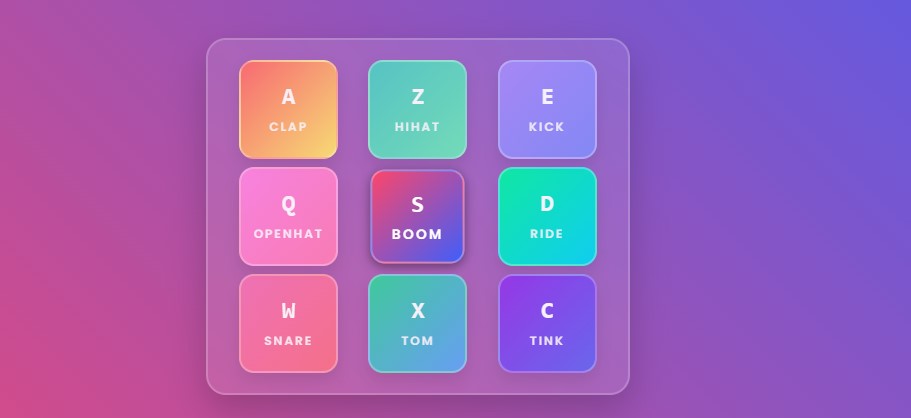 A
CLAP
Z
HIHAT
E
KICK
Q
OPENHAT
S
BOOM
D
RIDE
W
SNARE
X
TOM
C
TINK